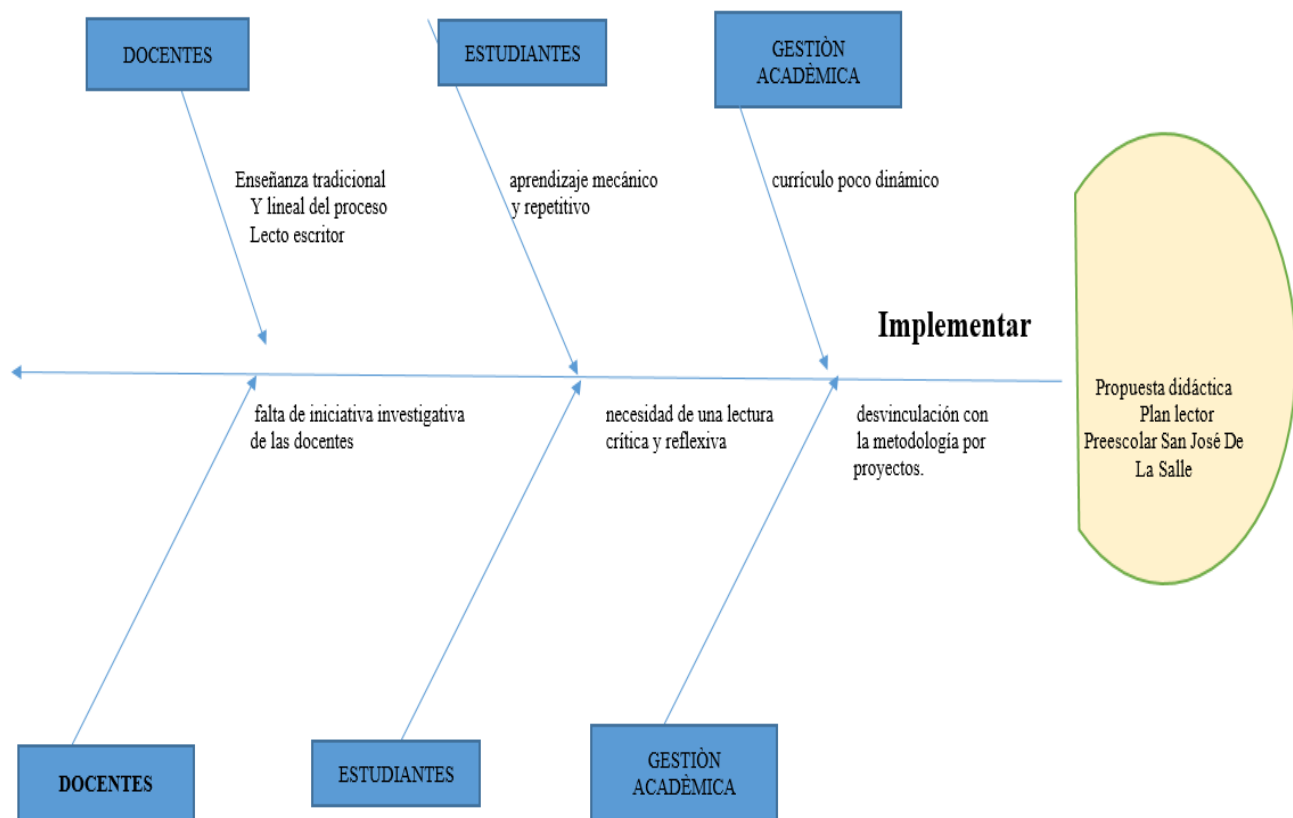 DOCENTES
ESTUDIANTES
GESTIÒN
ACADÈMICA
Enseñanza tradicional
Y lineal del proceso
Lecto escritor
aprendizaje mecánico
y repetitivo
currículo poco dinámico
Implementar
falta de iniciativa investigativa
de las docentes
necesidad de una lectura
crítica y reflexiva
desvinculación con
la metodología por
proyectos.
Propuesta didáctica
Plan lector
Preescolar San José De
La Salle
DOCENTES
ESTUDIANTES
GESTIÒN
ACADÈMICA